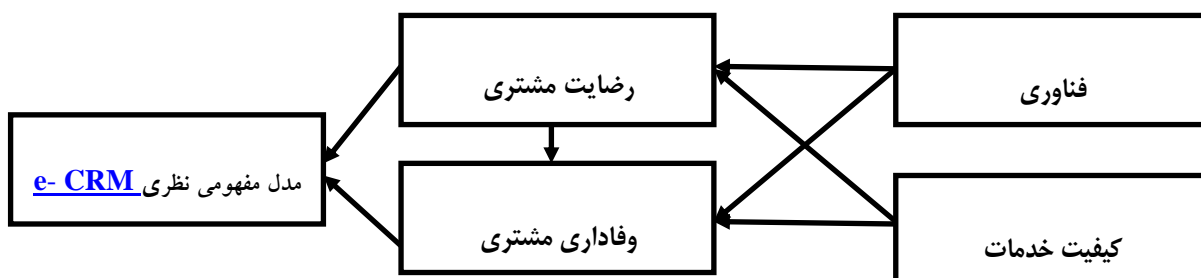 فناوری
رضایت مشتری
مدل مفهومی نظری e- CRM
وفاداری مشتری
کیفیت خدمات